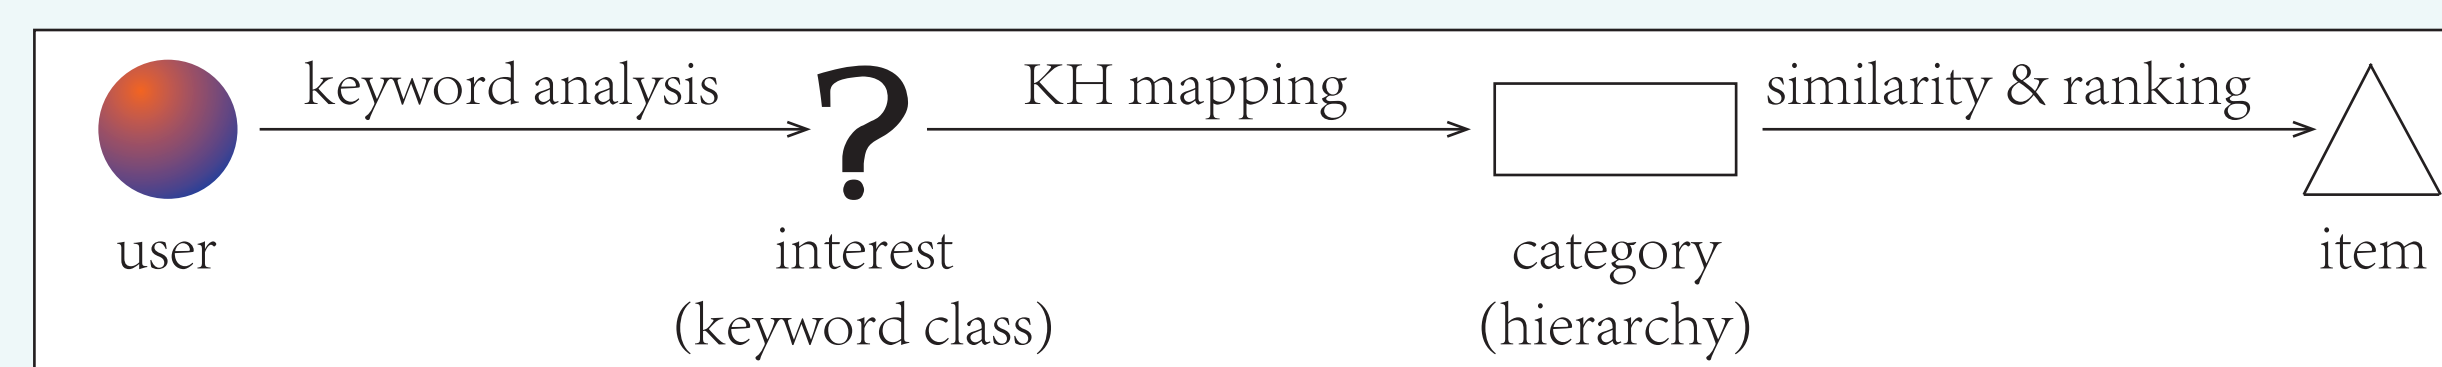 keyword analysis
?
KH mapping
similarity & ranking
user
interest
(keyword class)
category
(hierarchy)
item